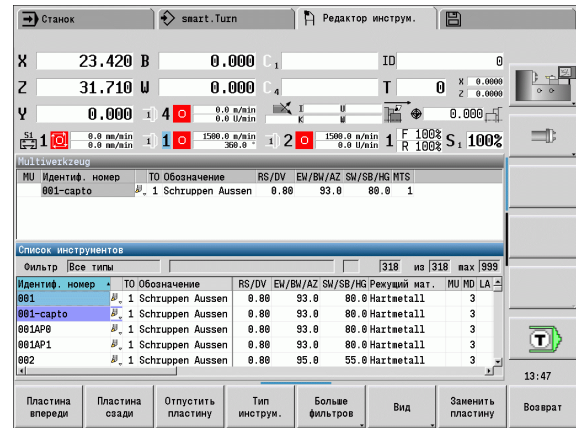 Станок smart.Turn Редактор инструм.
X 23.420 B 0.000 C 1 ID 0
Z 31.710 W 0.000 C 4 T 0 X 0.0000 Z 0.0000
Y 0.000 1) 4 0.0 m/min 0.0 U/min I U K W 0.000
S1 1 0.0 mm/min 0.0 mm/min 1) 1 1500.0 m/min 360.0 ° 1) 2 1500.0 m/min 0.0 U/min 1 F 100% R 100% S 1 100%
Multiwerkzeug
MU Идентиф. номер TO Обозначение RS/DV EW/BW/AZ SW/SB/HG MTS
001-capto 1 Schruppen Aussen 0.80 93.0 80.0 1
Список инструментов
Фильтр Все типы 318 из 318 max 999
Идентиф. номер TO Обозначение RS/DV EW/BW/AZ SW/SB/HG Режущий мат. MU MD LA
001 1 Schruppen Aussen 0.80 93.0 80.0 Hartmetall 3
001-capto 1 Schruppen Aussen 0.80 93.0 80.0 Hartmetall 3
001AP0 1 Schruppen Aussen 0.80 93.0 80.0 Hartmetall 3
001AP1 1 Schruppen Aussen 0.80 93.0 80.0 Hartmetall 3
002 1 Schruppen Aussen 0.80 95.0 55.0 Hartmetall 3
T
13:47
Пластина впереди
Пластина сзади
Отпустить пластину
Тип инструм.
Больше фильтров
Вид
Заменить пластину
Возврат